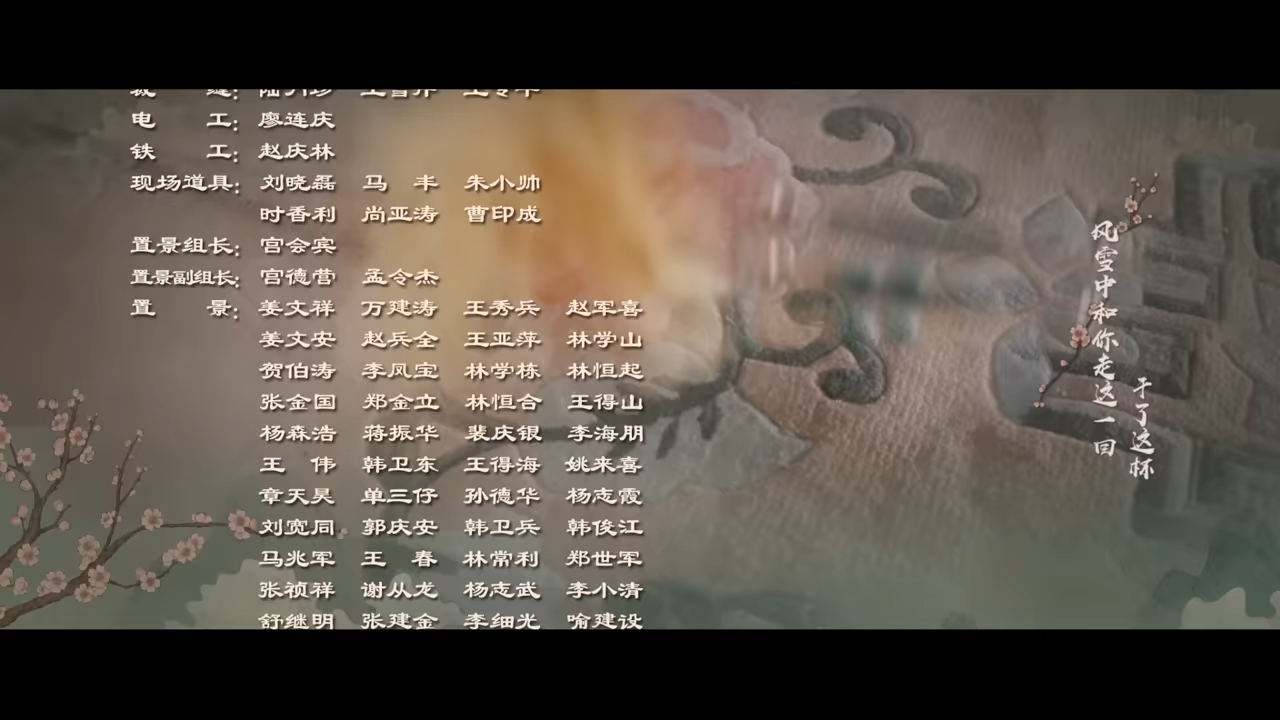 电　　工：廖连庆
铁　　工：赵庆林
现场道具：刘晓磊　马　丰　朱小帅
时香利　尚亚涛　曹印成
置景组长：宫会宾
置景副组长：宫德营　孟令杰
置　　景：姜文祥　万建涛　王秀兵　赵军喜
姜文安　赵兵全　王亚萍　林学山
贺伯涛　李凤宝　林学栋　林恒起
张金国　郑金立　林恒合　王得山
杨森浩　蒋振华　裴庆银　李海朋
王　伟　韩卫东　王得海　姚来喜
章天昊　单三仔　孙德华　杨志霞
刘宽同　郭庆安　韩卫兵　韩俊江
马兆军　王　春　林常利　郑世军
张祯祥　谢从龙　杨志武　李小清
舒继明　张建金　李细光　喻建设
风雪中和你走这一回
干了这杯